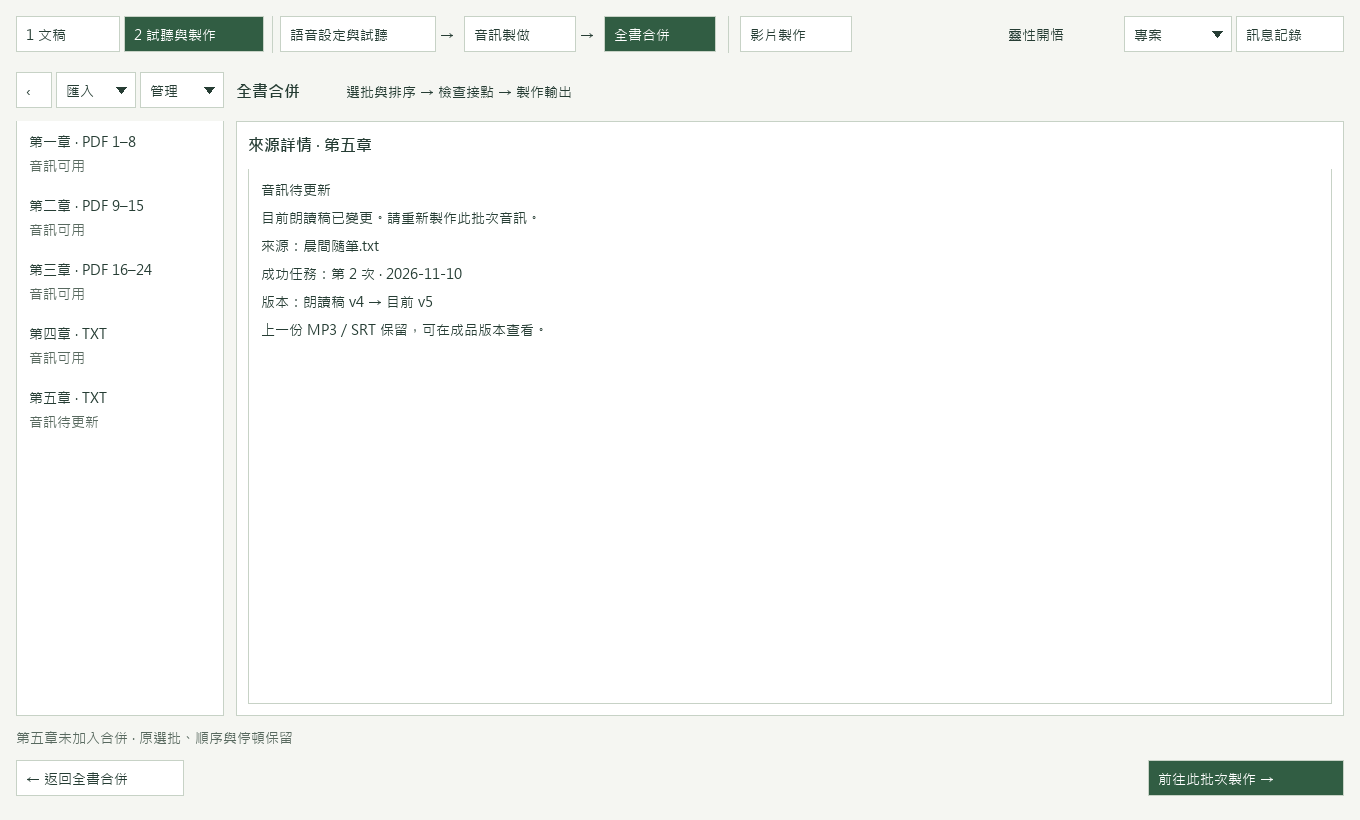 1 文稿
2 試聽與製作
語音設定與試聽 →
音訊製做 →
全書合併
影片製作
靈性開悟
專案
訊息記錄
‹
匯入
管理
全書合併
選批與排序 → 檢查接點 → 製作輸出
第一章 · PDF 1–8
音訊可用
第二章 · PDF 9–15
音訊可用
第三章 · PDF 16–24
音訊可用
第四章 · TXT
音訊可用
第五章 · TXT
音訊待更新
來源詳情 · 第五章
音訊待更新
目前朗讀稿已變更。請重新製作此批次音訊。
來源：晨間隨筆.txt
成功任務：第 2 次 · 2026-11-10
版本：朗讀稿 v4 → 目前 v5
上一份 MP3 / SRT 保留，可在成品版本查看。
第五章未加入合併 · 原選批、順序與停頓保留
← 返回全書合併
前往此批次製作 →